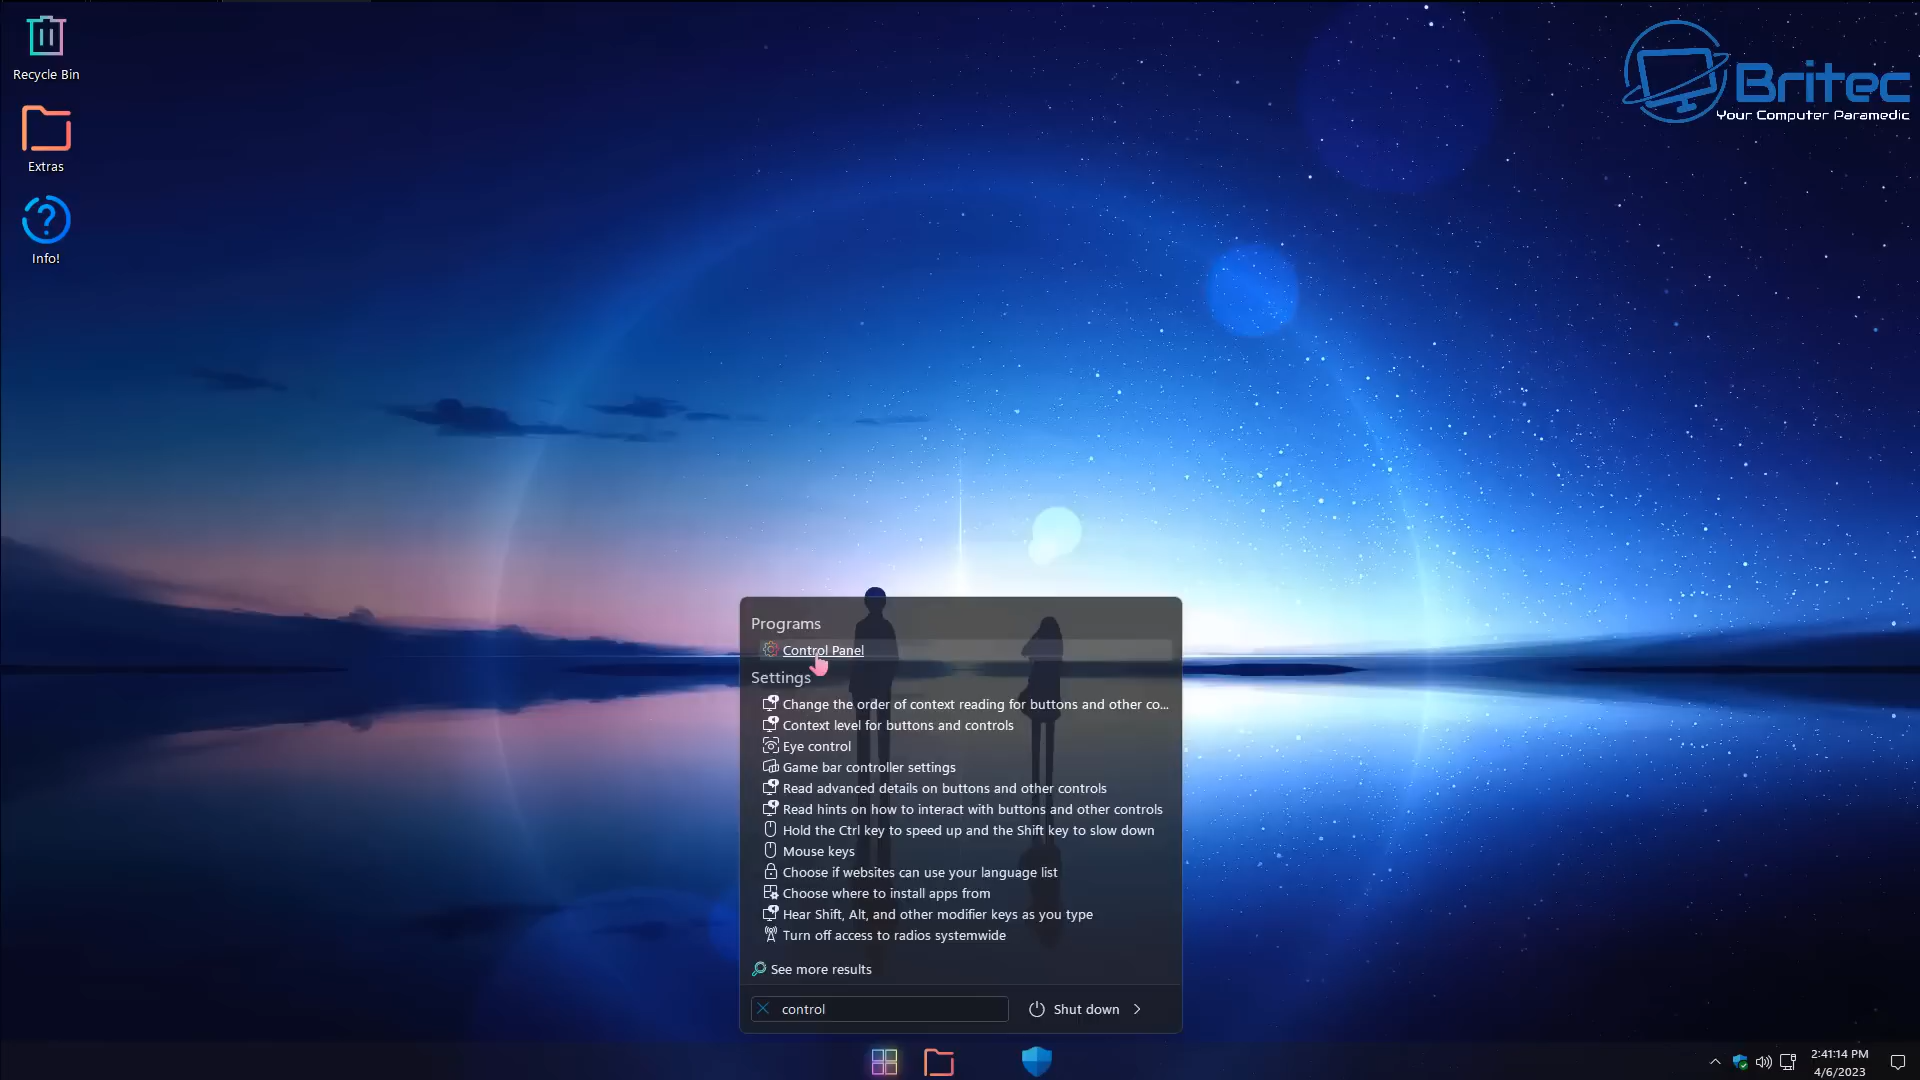 Recycle Bin
Extras
Info!
Britec
Your Computer Paramedic
Programs
Control Panel
Settings
Change the order of context reading for buttons and other co...
Context level for buttons and controls
Eye control
Game bar controller settings
Read advanced details on buttons and other controls
Read hints on how to interact with buttons and other controls
Hold the Ctrl key to speed up and the Shift key to slow down
Mouse keys
Choose if websites can use your language list
Choose where to install apps from
Hear Shift, Alt, and other modifier keys as you type
Turn off access to radios systemwide
See more results
control
Shut down
2:41:14 PM
4/6/2023